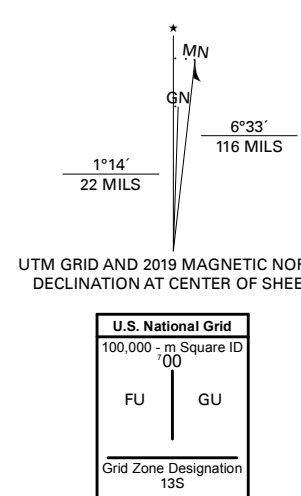 ★
MN
GN
6°33´
116 MILS
1°14´
22 MILS
UTM GRID AND 2019 MAGNETIC NOR
DECLINATION AT CENTER OF SHEE
U.S. National Grid
100,000 - m Square ID
⁷00
FU GU
Grid Zone Designation
13S